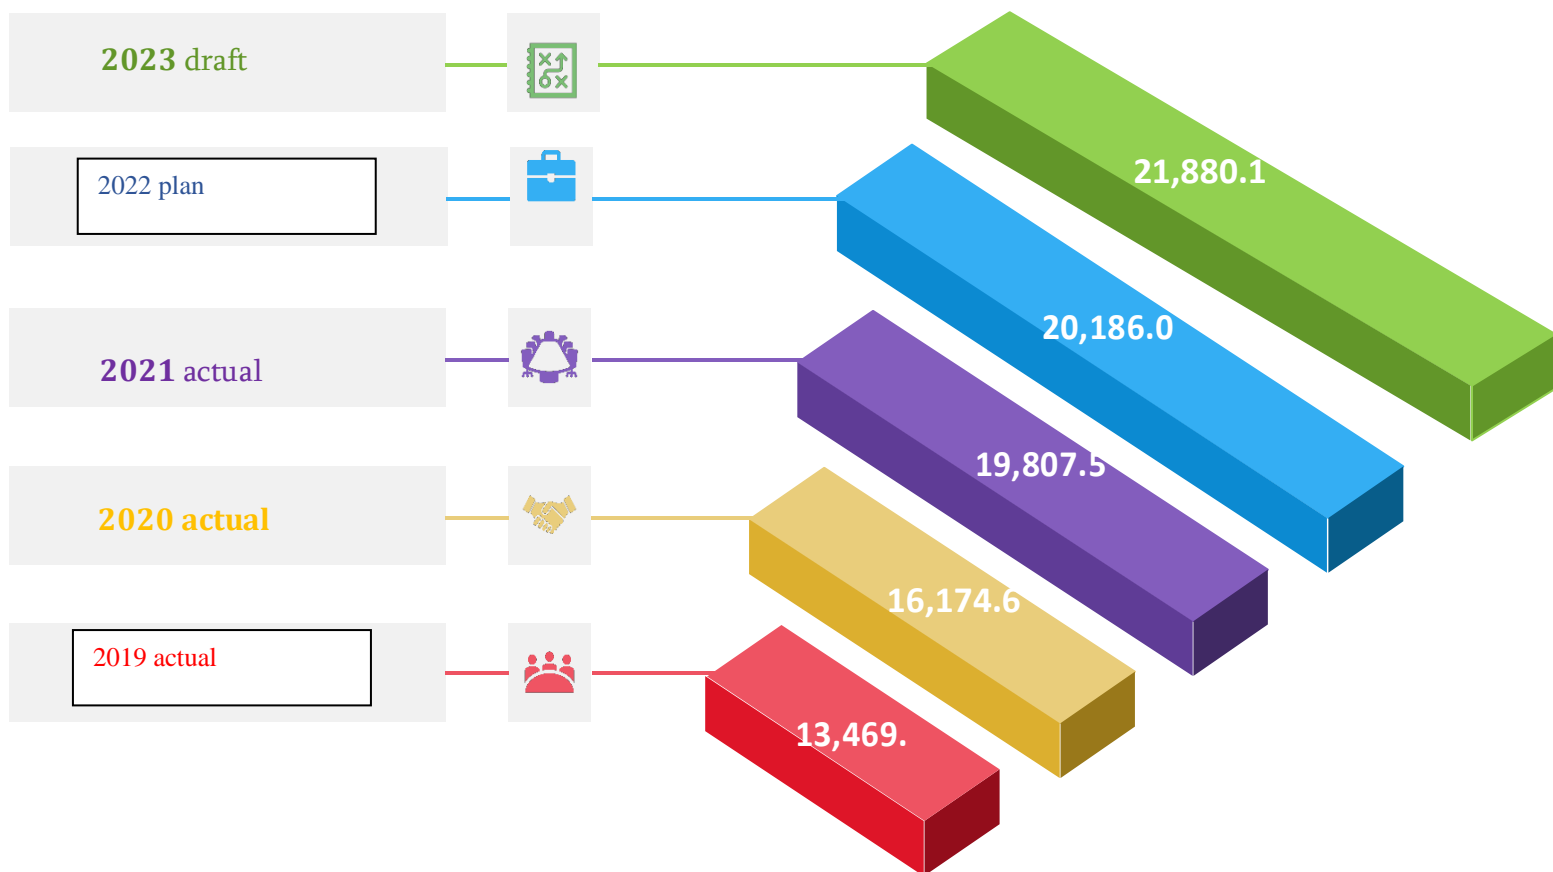 2023 draft
21,880.1
2022 plan
20,186.0
2021 actual
19,807.5
2020 actual
16,174.6
2019 actual
13,469.